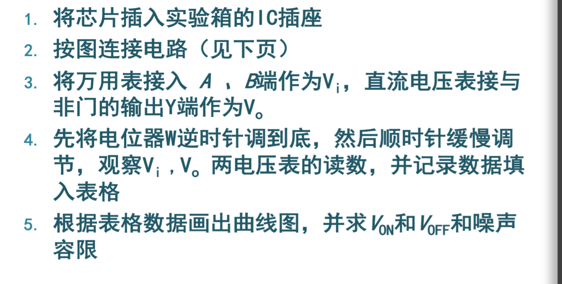 1. 将芯片插入实验箱的IC插座
2. 按图连接电路（见下页）
3. 将万用表接入 A 、B端作为Vi，直流电压表接与
非门的输出Y端作为Vo。
4. 先将电位器W逆时针调到底，然后顺时针缓慢调
节，观察Vi ,Vo 两电压表的读数，并记录数据填
入表格
5. 根据表格数据画出曲线图，并求VON和VOFF和噪声
容限